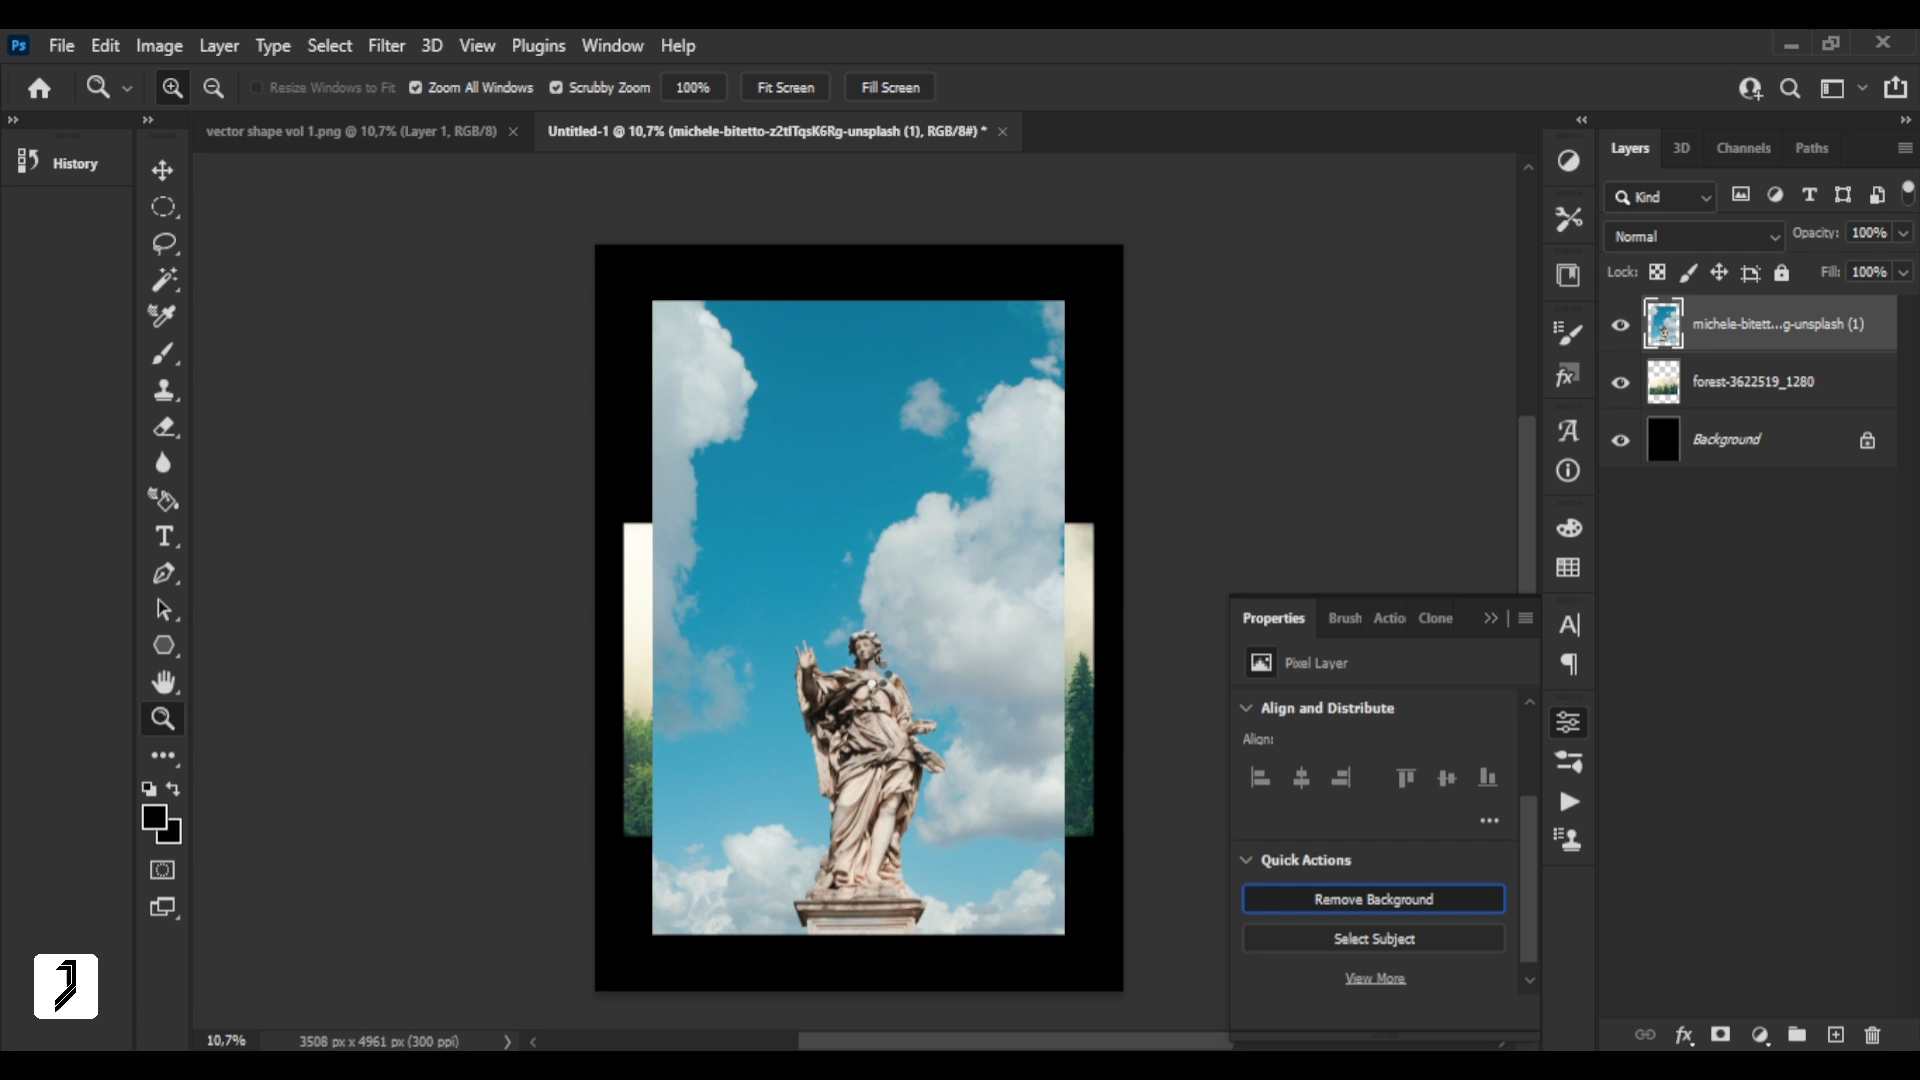 Ps File Edit Image Layer Type Select Filter 3D View Plugins Window Help
Resize Windows to Fit Zoom All Windows Scrubby Zoom 100% Fit Screen Fill Screen
vector shape vol 1.png @ 10,7% (Layer 1, RGB/8) Untitled-1 @ 10,7% (michele-bitetto-z2tITqsK6Rg-unsplash (1), RGB/8#) *
History
Layers 3D Channels Paths
Kind
Normal Opacity: 100%
Lock: Fill: 100%
michele-bitett...g-unsplash (1)
forest-3622519_1280
Background
Properties Brush Actio Clone
Pixel Layer
Align and Distribute
Align:
Quick Actions
Remove Background
Select Subject
View More
10,7% 3508 px x 4961 px (300 ppi)